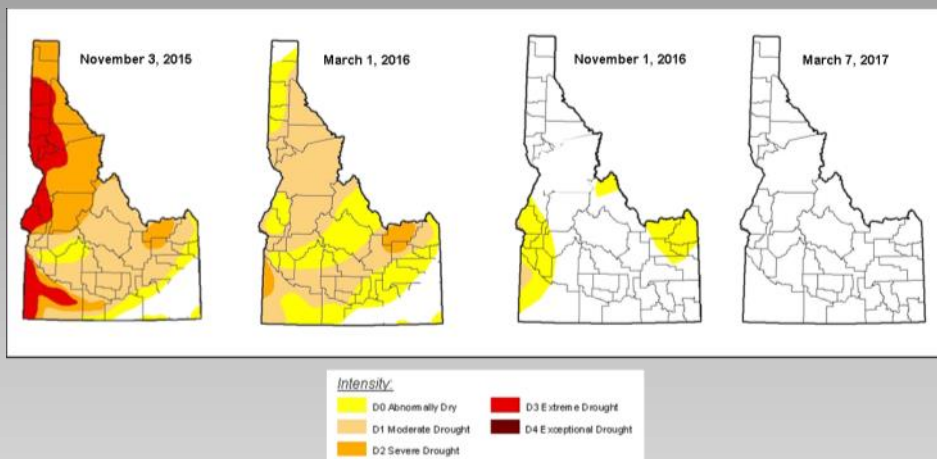 November 3, 2015
March 1, 2016
November 1, 2016
March 7, 2017
Intensity:
D0 Abnormally Dry
D3 Extreme Drought
D1 Moderate Drought
D4 Exceptional Drought
D2 Severe Drought